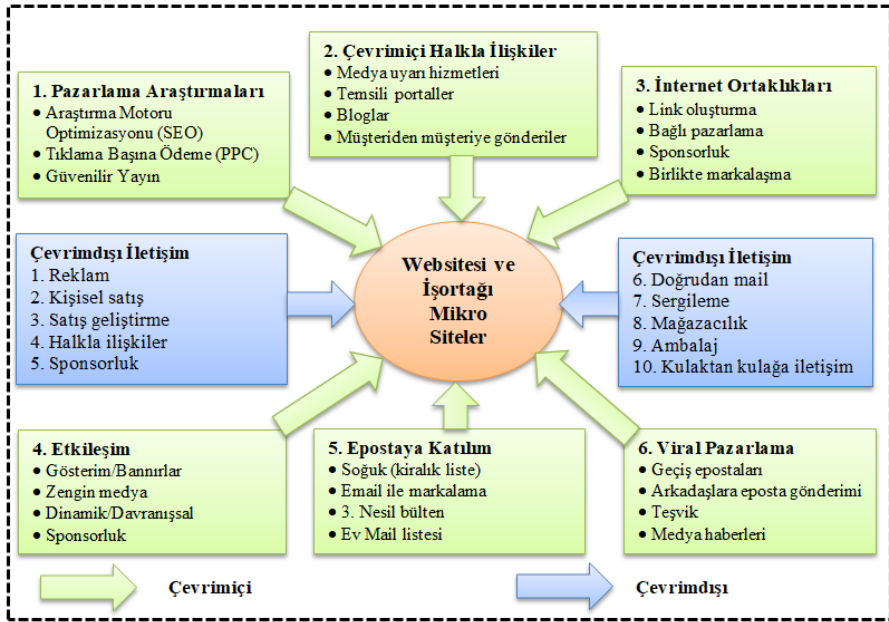 1. Pazarlama Araştırmaları
• Araştırma Motoru
Optimizasyonu (SEO)
• Tıklama Başına Ödeme (PPC)
• Güvenilir Yayın
2. Çevrimiçi Halkla İlişkiler
• Medya uyarı hizmetleri
• Temsili portaller
• Bloglar
• Müşteriden müşteriye gönderiler
3. İnternet Ortaklıkları
• Link oluşturma
• Bağlı pazarlama
• Sponsorluk
• Birlikte markalaşma
Çevrimdışı İletişim
1. Reklam
2. Kişisel satış
3. Satış geliştirme
4. Halkla ilişkiler
5. Sponsorluk
Websitesi ve
İşortağı
Mikro
Siteler
Çevrimdışı İletişim
6. Doğrudan mail
7. Sergileme
8. Mağazacılık
9. Ambalaj
10. Kulaktan kulağa iletişim
4. Etkileşim
• Gösterim/Bannırlar
• Zengin medya
• Dinamik/Davranışsal
• Sponsorluk
5. Epostaya Katılım
• Soğuk (kiralık liste)
• Email ile markalama
• 3. Nesil bülten
• Ev Mail listesi
6. Viral Pazarlama
• Geçiş epostaları
• Arkadaşlara eposta gönderimi
• Teşvik
• Medya haberleri
Çevrimiçi
Çevrimdışı